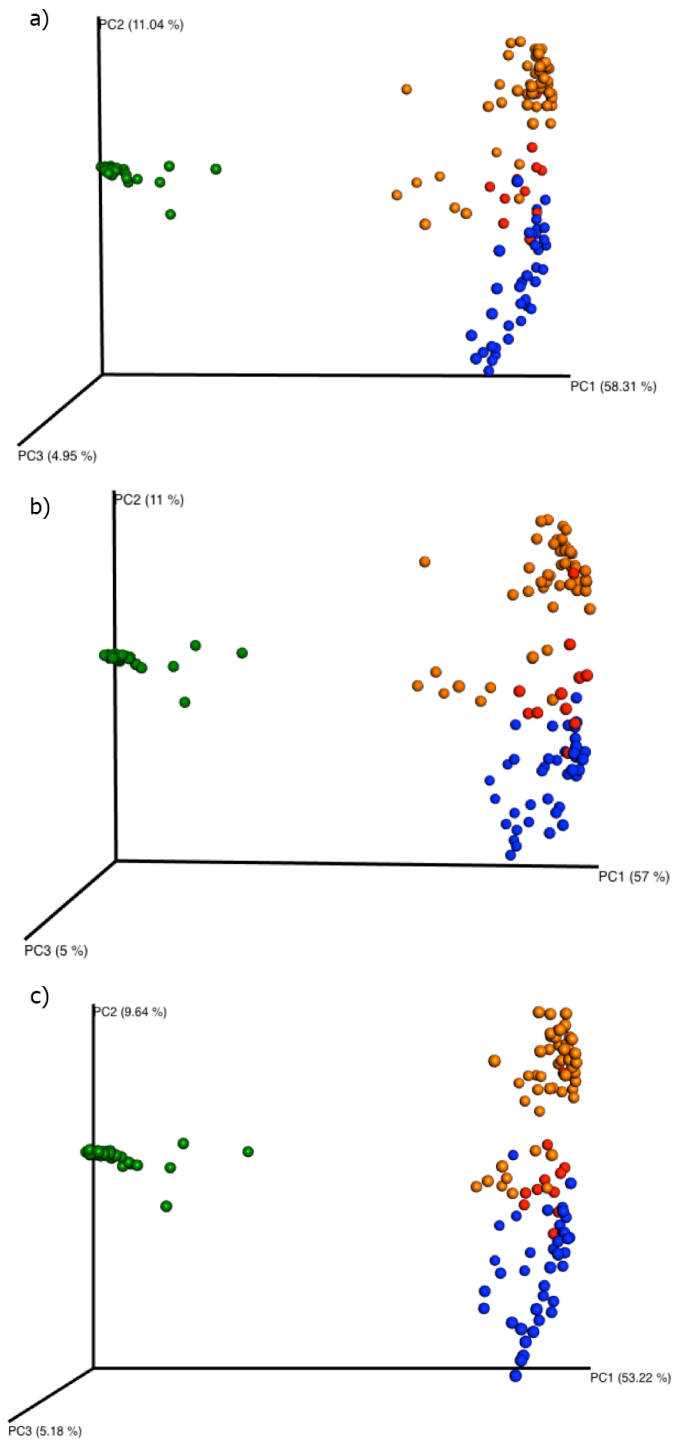 a)
PC2 (11.04 %)
PC1 (58.31 %)
PC3 (4.95 %)
b)
PC2 (11 %)
PC1 (57 %)
PC3 (5 %)
c)
PC2 (9.64 %)
PC1 (53.22 %)
PC3 (5.18 %)